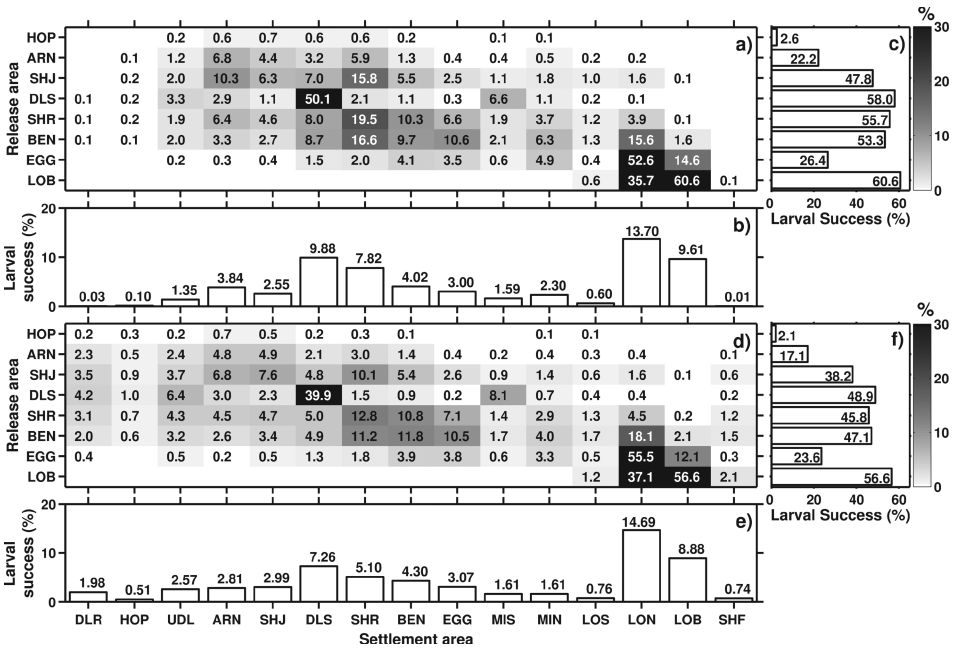 HOP 0.2 0.6 0.7 0.6 0.6 0.2 0.1 0.1 a)
ARN 0.1 1.2 6.8 4.4 3.2 5.9 1.3 0.4 0.4 0.5 0.2 0.2
SHJ 0.2 2.0 10.3 6.3 7.0 15.8 5.5 2.5 1.1 1.8 1.0 1.6 0.1
DLS 0.1 0.2 3.3 2.9 1.1 50.1 2.1 1.1 0.3 6.6 1.1 0.2 0.1
SHR 0.1 0.2 1.9 6.4 4.6 8.0 19.5 10.3 6.6 1.9 3.7 1.2 3.9 0.1
BEN 0.1 0.1 2.0 3.3 2.7 8.7 16.6 9.7 10.6 2.1 6.3 1.3 15.6 1.6
EGG 0.2 0.3 0.4 1.5 2.0 4.1 3.5 0.6 4.9 0.4 52.6 14.6
LOB 0.6 35.7 60.6 0.1
Release area
c)
2.6
22.2
47.8
58.0
55.7
53.3
26.4
60.6
0 20 40 60
Larval Success (%)
%
30
20
10
0
Larval
success (%)
20
10
0
b)
0.03 0.10 1.35 3.84 2.55 9.88 7.82 4.02 3.00 1.59 2.30 0.60 13.70 9.61 0.01
HOP 0.2 0.3 0.2 0.7 0.5 0.2 0.3 0.1 0.1 0.1 d)
ARN 2.3 0.5 2.4 4.8 4.9 2.1 3.0 1.4 0.4 0.2 0.4 0.3 0.4 0.1
SHJ 3.5 0.9 3.7 6.8 7.6 4.8 10.1 5.4 2.6 0.9 1.4 0.6 1.6 0.1 0.6
DLS 4.2 1.0 6.4 3.0 2.3 39.9 1.5 0.9 0.2 8.1 0.7 0.4 0.4 0.2
SHR 3.1 0.7 4.3 4.5 4.7 5.0 12.8 10.8 7.1 1.4 2.9 1.3 4.5 0.2 1.2
BEN 2.0 0.6 3.2 2.6 3.4 4.9 11.2 11.8 10.5 1.7 4.0 1.7 18.1 2.1 1.5
EGG 0.4 0.5 0.2 0.5 1.3 1.8 3.9 3.8 0.6 3.3 0.5 55.5 12.1 0.3
LOB 1.2 37.1 56.6 2.1
Release area
f)
2.1
17.1
38.2
48.9
45.8
47.1
23.6
56.6
0 20 40 60
Larval Success (%)
%
30
20
10
0
Larval
success (%)
20
10
0
e)
1.98 0.51 2.57 2.81 2.99 7.26 5.10 4.30 3.07 1.61 1.61 0.76 14.69 8.88 0.74
DLR HOP UDL ARN SHJ DLS SHR BEN EGG MIS MIN LOS LON LOB SHF
Settlement area